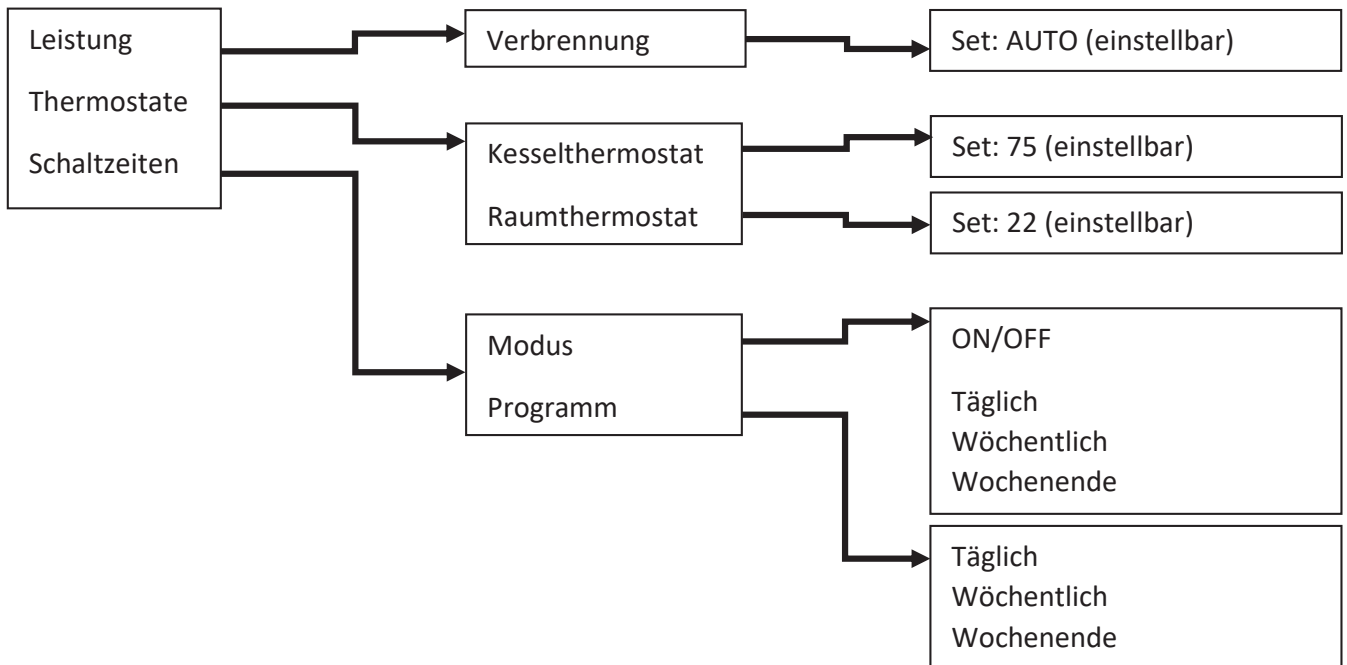 Leistung
Thermostate
Schaltzeiten
Verbrennung
Set: AUTO (einstellbar)
Kesselthermostat
Raumthermostat
Set: 75 (einstellbar)
Set: 22 (einstellbar)
Modus
Programm
ON/OFF
Täglich
Wöchentlich
Wochenende
Täglich
Wöchentlich
Wochenende